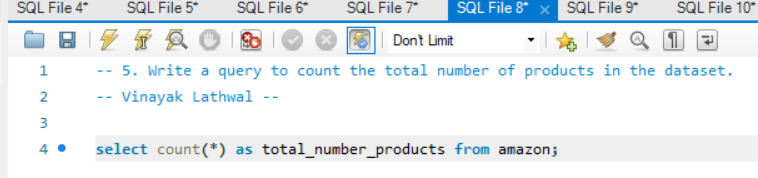 SQL File 4* SQL File 5* SQL File 6* SQL File 7* SQL File 8* × SQL File 9* SQL File 10*
Don't Limit
1 -- 5. Write a query to count the total number of products in the dataset.
2 -- Vinayak Lathwal --
3
4 select count(*) as total_number_products from amazon;